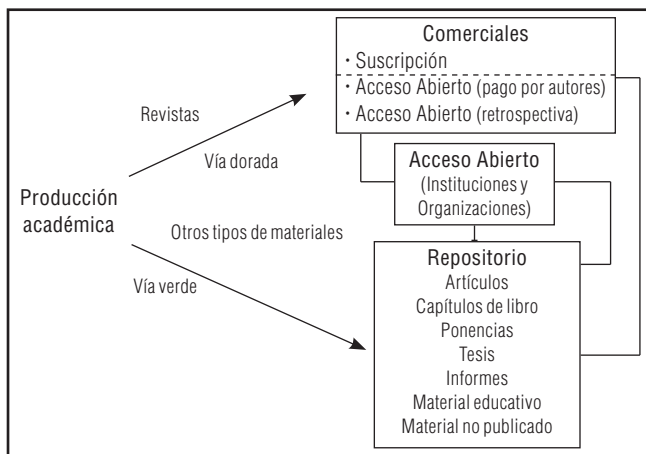 Comerciales
· Suscripción
· Acceso Abierto (pago por autores)
· Acceso Abierto (retrospectiva)
Revistas
Vía dorada
Acceso Abierto
(Instituciones y
Organizaciones)
Producción
académica
Otros tipos de materiales
Vía verde
Repositorio
Artículos
Capítulos de libro
Ponencias
Tesis
Informes
Material educativo
Material no publicado